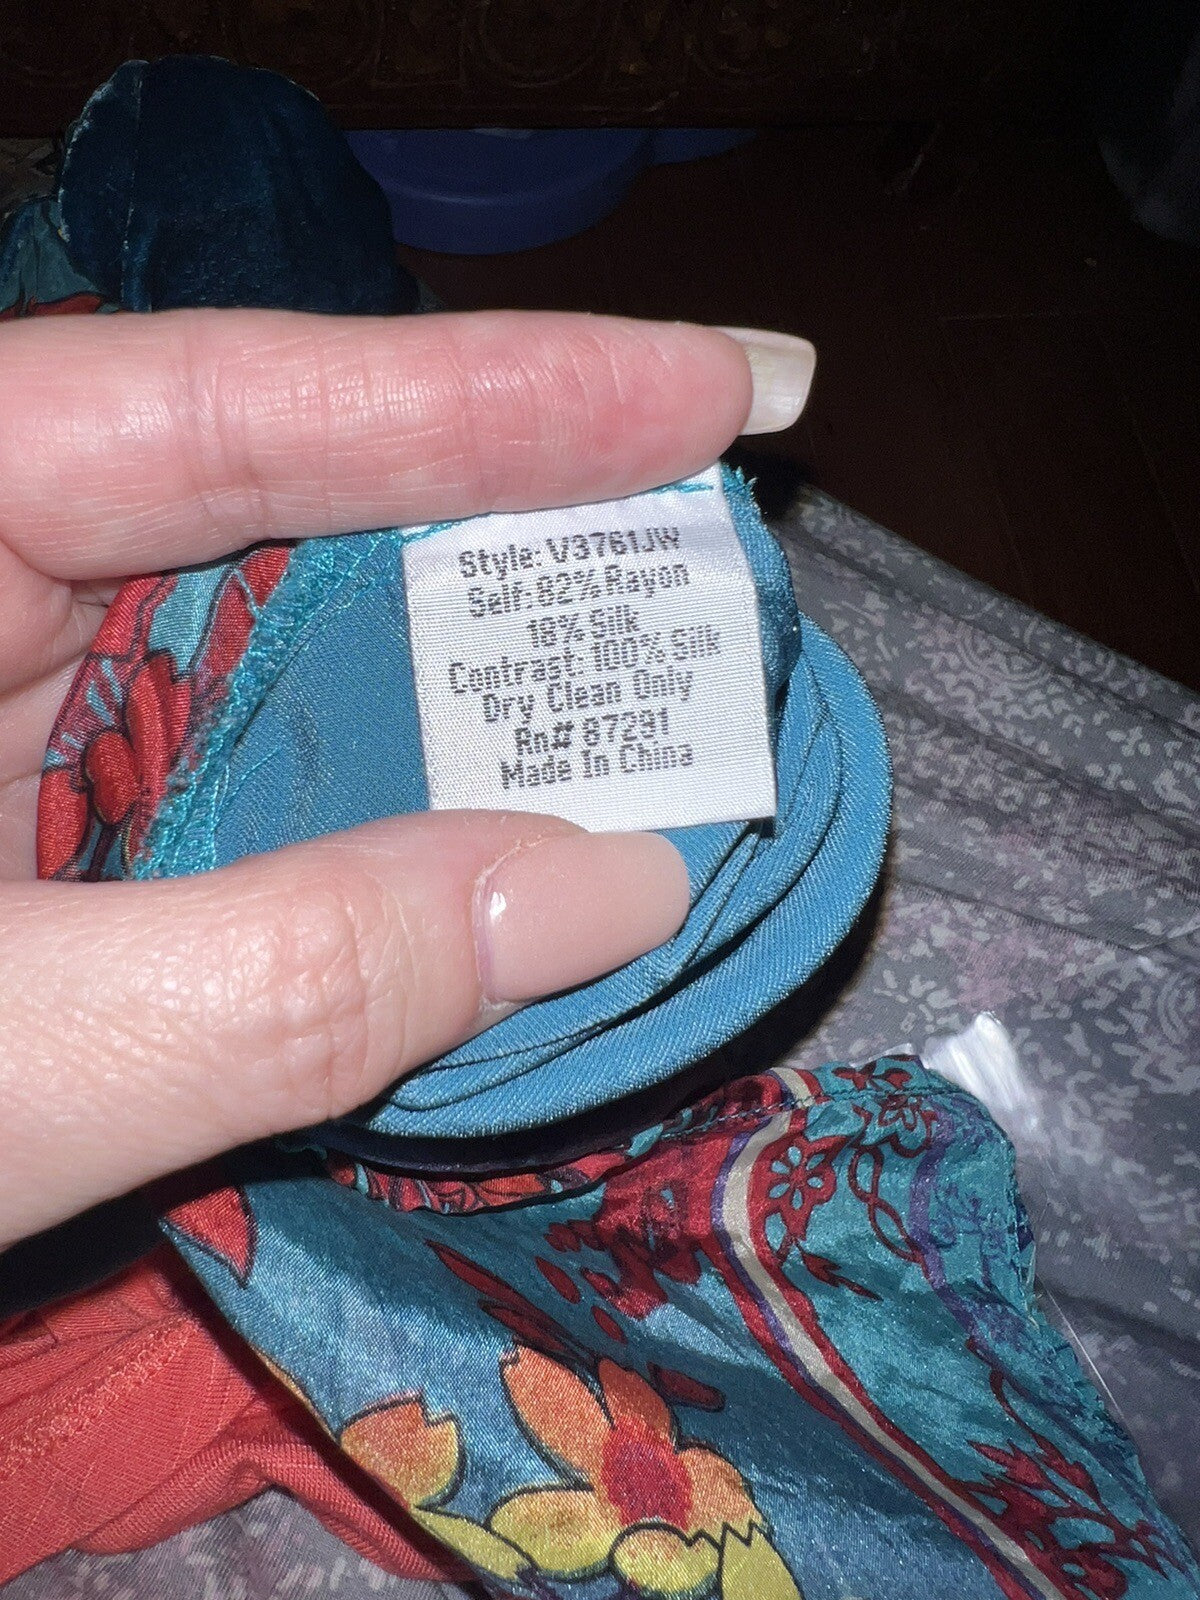 Style: V3761JW
Self: 82% Rayon
18% Silk
Contrast: 100% Silk
Dry Clean Only
Rn# 87291
Made In China